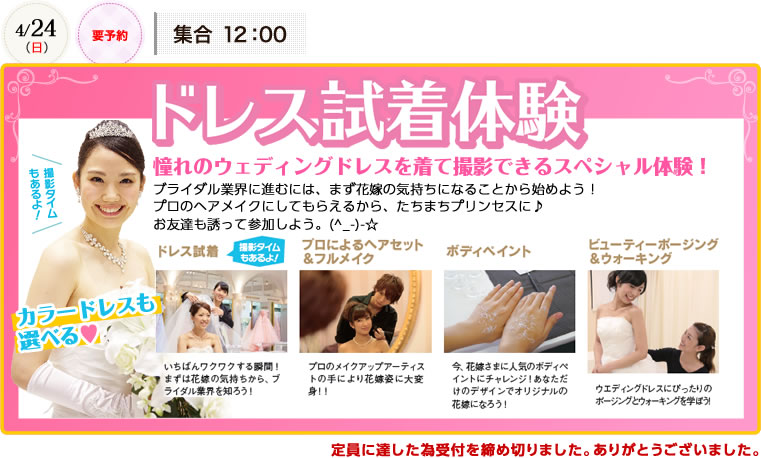 4/24
(日)
要予約
集合 12:00
ドレス試着体験
憧れのウェディングドレスを着て撮影できるスペシャル体験！
ブライダル業界に進むには、まず花嫁の気持ちになることから始めよう！
プロのヘアメイクにしてもらえるから、たちまちプリンセスに♪
お友達も誘って参加しよう。(^_-)-☆
撮影タイム
もあるよ！
カラードレスも
選べる♥
ドレス試着
撮影タイム
もあるよ！
いちばんワクワクする瞬間！
まずは花嫁の気持ちから、ブ
ライダル業界を知ろう！
プロによるヘアセット
＆フルメイク
プロのメイクアップアーティス
トの手により花嫁姿に大変
身！！
ボディペイント
今、花嫁さまに人気のボディペ
イントにチャレンジ！あなただ
けのデザインでオリジナルの
花嫁になろう！
ビューティーポージング
＆ウォーキング
ウエディングドレスにぴったりの
ポージングとウォーキングを学ぼう！
定員に達した為受付を締め切りました。ありがとうございました。